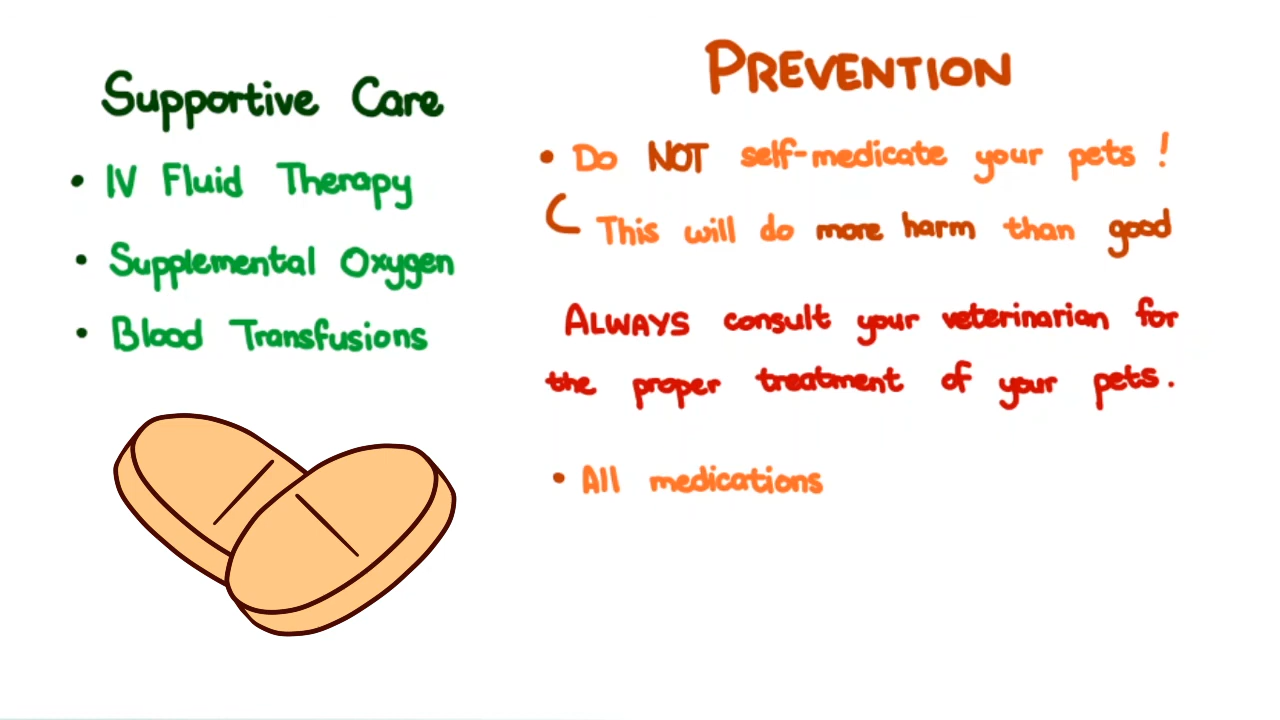 Supportive Care
• IV Fluid Therapy
• Supplemental Oxygen
• Blood Transfusions
PREVENTION
• Do NOT self-medicate your pets!
This will do more harm than good
ALWAYS consult your veterinarian for
the proper treatment of your pets.
• All medications